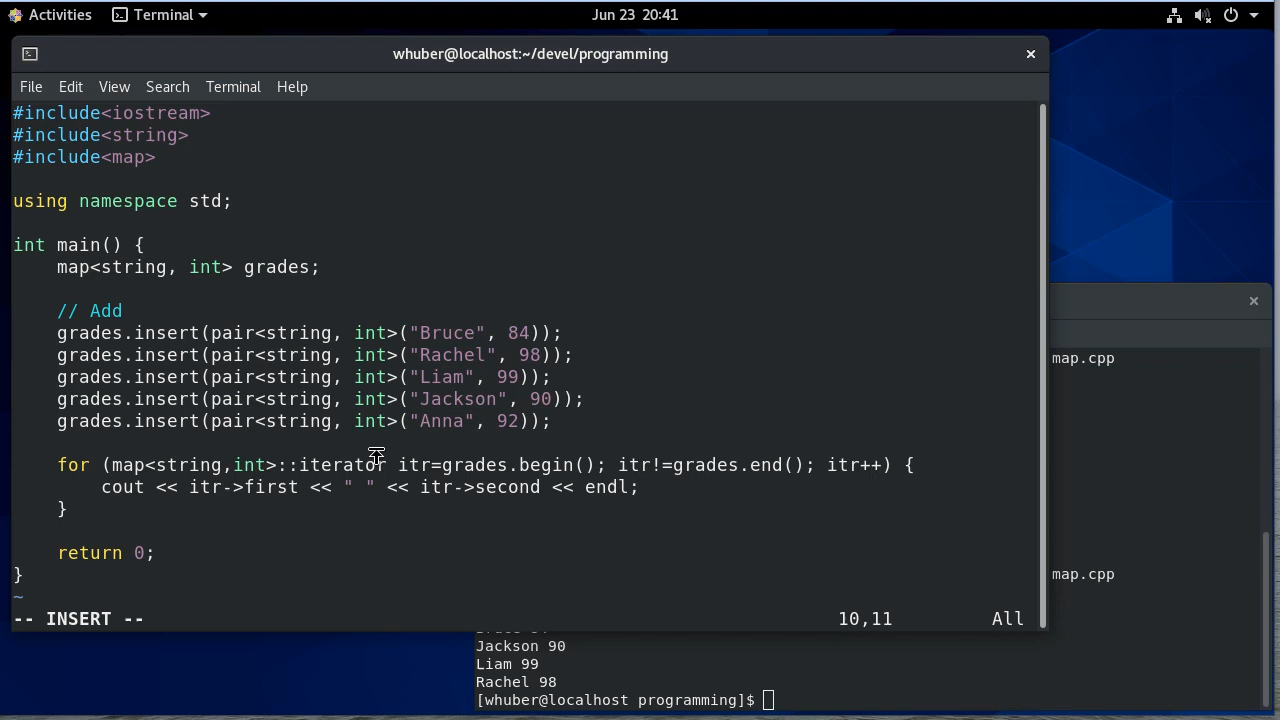 Activities Terminal Jun 23 20:41
whuber@localhost:~/devel/programming
File Edit View Search Terminal Help
#include<iostream>
#include<string>
#include<map>
using namespace std;
int main() {
    map<string, int> grades;
    // Add
    grades.insert(pair<string, int>("Bruce", 84));
    grades.insert(pair<string, int>("Rachel", 98));
    grades.insert(pair<string, int>("Liam", 99));
    grades.insert(pair<string, int>("Jackson", 90));
    grades.insert(pair<string, int>("Anna", 92));
    for (map<string,int>::iterator itr=grades.begin(); itr!=grades.end(); itr++) {
        cout << itr->first << " " << itr->second << endl;
    }
    return 0;
}
~
-- INSERT -- 10,11 All
map.cpp
map.cpp
Jackson 90
Liam 99
Rachel 98
[whuber@localhost programming]$